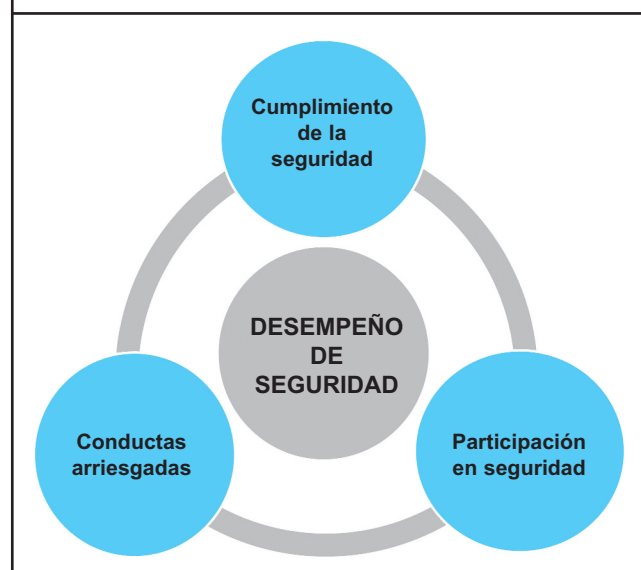 Cumplimiento
de la
seguridad
DESEMPEÑO
DE
SEGURIDAD
Conductas
arriesgadas
Participación
en seguridad